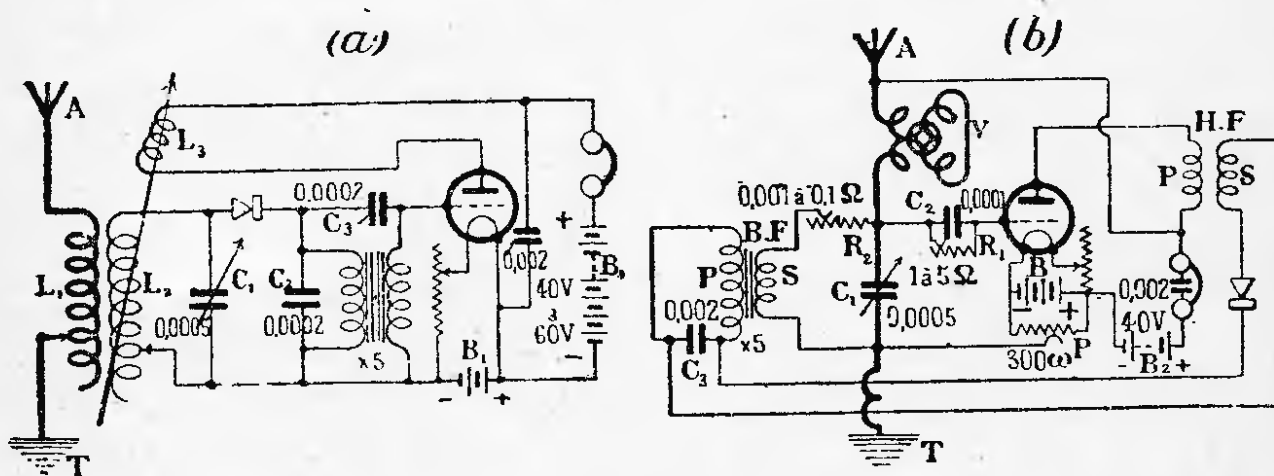 (a)
A
L₃
0,0002
C₃
L₁
L₂
C₁
C₂
0,0005
0,0002
x5
B₁
- +
0,002
+
B₂
40V
à
60V
-
T
(b)
A
V
H.F
P
S
0,001 à 0,1 Ω
C₂
0,0001
B.F
R₂
R₁
P
S
1 à 5 Ω
C₁
B
0,002
- +
0,002
0,0005
40V
C₃
x5
P
300ω
- B₂ +
T